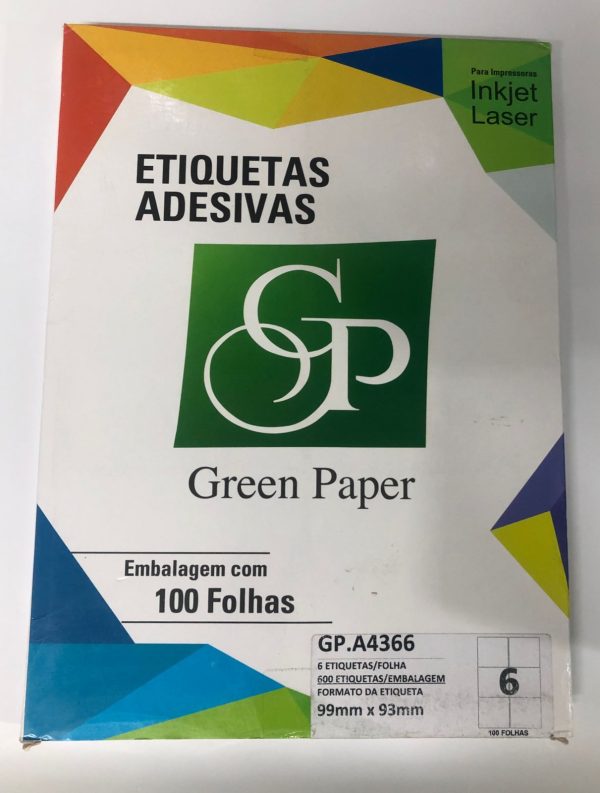 Para Impressoras
Inkjet
Laser
ETIQUETAS
ADESIVAS
GP
Green Paper
Embalagem com
100 Folhas
GP.A4366
6 ETIQUETAS/FOLHA
600 ETIQUETAS/EMBALAGEM
FORMATO DA ETIQUETA
99mm x 93mm
6
100 FOLHAS